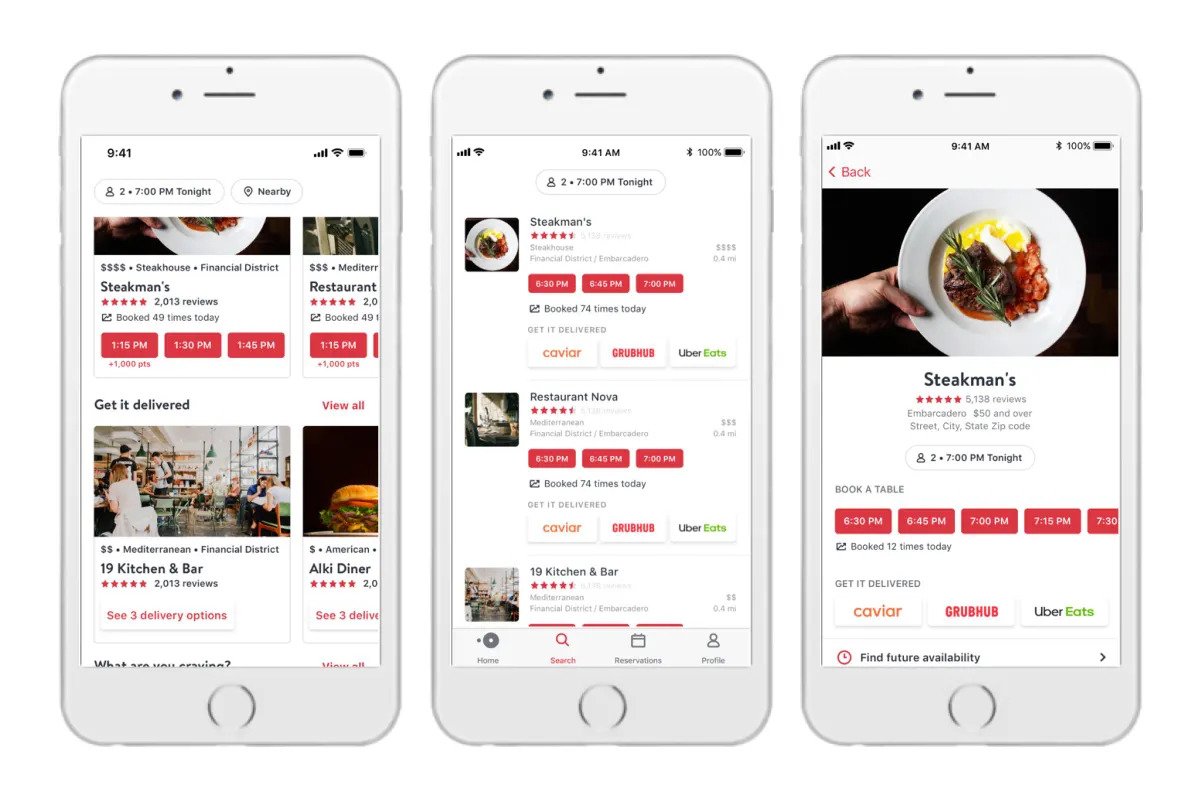 9:41
2 • 7:00 PM Tonight
Nearby
$$$$ • Steakhouse • Financial District
Steakman's
2,013 reviews
Booked 49 times today
1:15 PM 1:30 PM 1:45 PM
+1,000 pts
$$$ • Mediterr
Restaurant
2,0
Booked 4
1:15 PM
+1,000 pts
Get it delivered
View all
$$ • Mediterranean • Financial District
19 Kitchen & Bar
2,013 reviews
See 3 delivery options
$ • American •
Alki Diner
2,0
See 3 delive
What are you craving?
View all
9:41 AM
100%
2 • 7:00 PM Tonight
Steakman's
5,138 reviews
Steakhouse
$$$$
Financial District / Embarcadero
0.4 mi
6:30 PM 6:45 PM 7:00 PM
Booked 74 times today
GET IT DELIVERED
caviar GRUBHUB Uber Eats
Restaurant Nova
5,138 reviews
Mediterranean
$$$
Financial District / Embarcadero
0.4 mi
6:30 PM 6:45 PM 7:00 PM
Booked 74 times today
GET IT DELIVERED
caviar GRUBHUB Uber Eats
19 Kitchen & Bar
5,138 reviews
Mediterranean
$$
Financial District / Embarcadero
0.4 mi
Home Search Reservations Profile
9:41 AM
100%
Back
Steakman's
5,138 reviews
Embarcadero $50 and over
Street, City, State Zip code
2 • 7:00 PM Tonight
BOOK A TABLE
6:30 PM 6:45 PM 7:00 PM 7:15 PM 7:30
Booked 12 times today
GET IT DELIVERED
caviar GRUBHUB Uber Eats
Find future availability